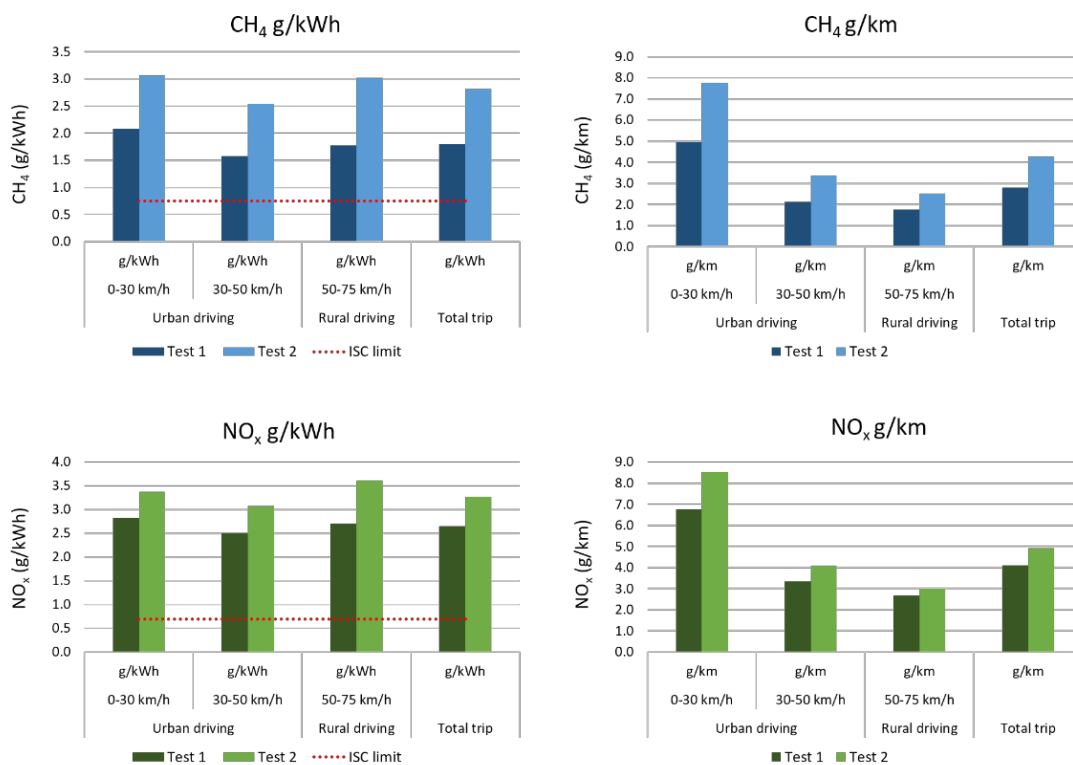 CH₄ g/kWh
CH₄ (g/kWh)
3.5
3.0
2.5
2.0
1.5
1.0
0.5
0.0
g/kWh g/kWh g/kWh g/kWh
0-30 km/h 30-50 km/h 50-75 km/h
Urban driving Rural driving Total trip
Test 1 Test 2 ISC limit
CH₄ g/km
CH₄ (g/km)
9.0
8.0
7.0
6.0
5.0
4.0
3.0
2.0
1.0
0.0
g/km g/km g/km g/km
0-30 km/h 30-50 km/h 50-75 km/h
Urban driving Rural driving Total trip
Test 1 Test 2
NOₓ g/kWh
NOₓ (g/kWh)
4.0
3.5
3.0
2.5
2.0
1.5
1.0
0.5
0.0
g/kWh g/kWh g/kWh g/kWh
0-30 km/h 30-50 km/h 50-75 km/h
Urban driving Rural driving Total trip
Test 1 Test 2 ISC limit
NOₓ g/km
NOₓ (g/km)
9.0
8.0
7.0
6.0
5.0
4.0
3.0
2.0
1.0
0.0
g/km g/km g/km g/km
0-30 km/h 30-50 km/h 50-75 km/h
Urban driving Rural driving Total trip
Test 1 Test 2